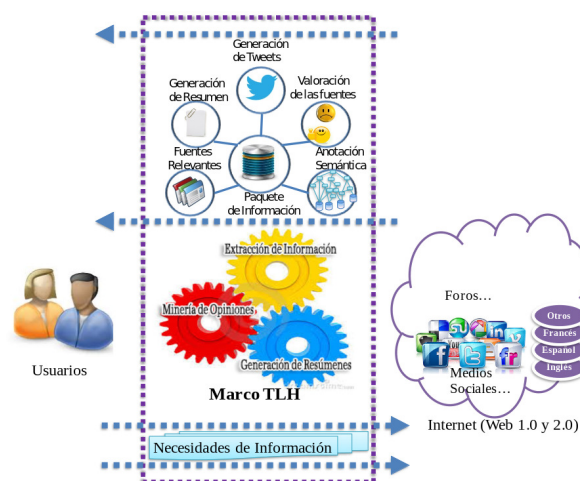 Generación
de Tweets
Generación
de Resumen
Valoración
de las fuentes
Fuentes
Relevantes
Anotación
Semántica
Paquete
de Información
Extracción de Información
Minería de Opiniones
Generación de Resúmenes
Marco TLH
Necesidades de Información
Usuarios
Foros...
Medios
Sociales...
Otros
Francés
Español
Inglés
Internet (Web 1.0 y 2.0)